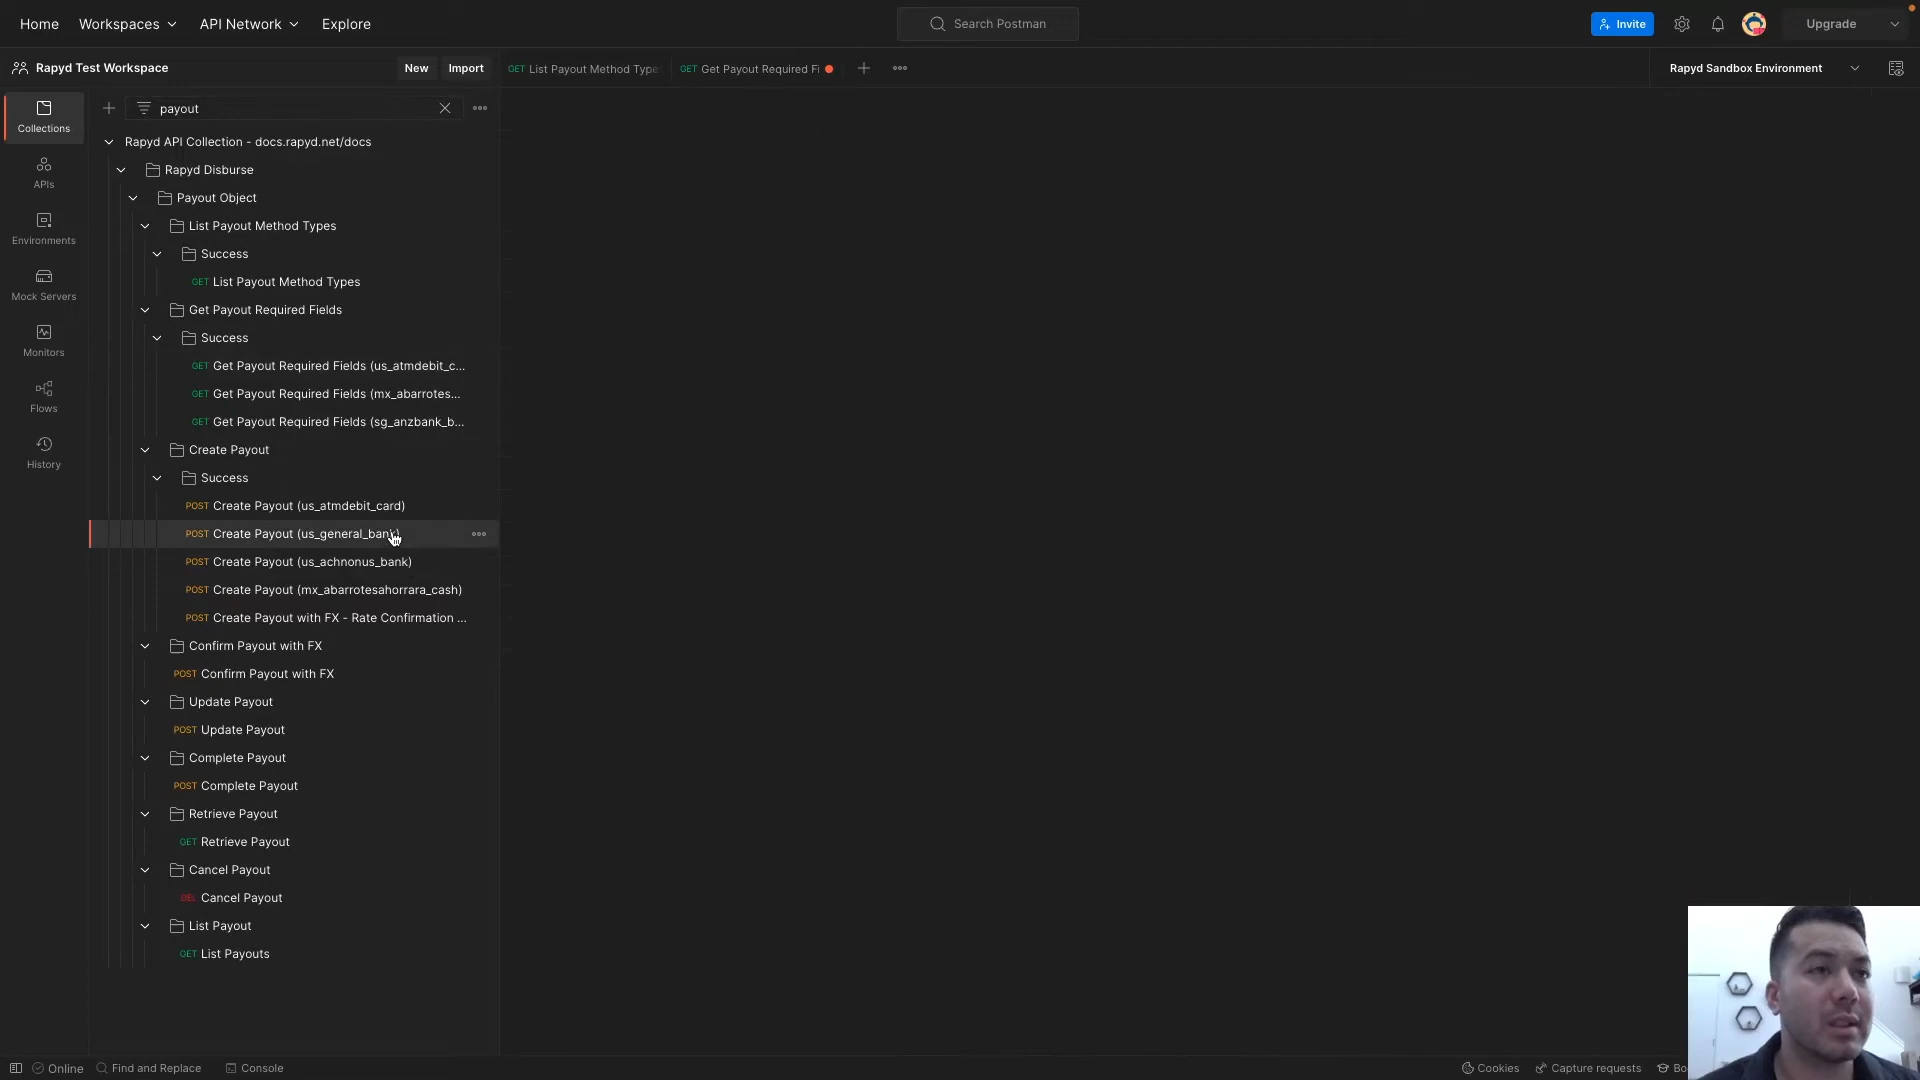 Home
Workspaces
API Network
Explore
Search Postman
Invite
Upgrade
Rapyd Test Workspace
New
Import
GET List Payout Method Type
GET Get Payout Required Fi
Rapyd Sandbox Environment
Collections
APIs
Environments
Mock Servers
Monitors
Flows
History
payout
Rapyd API Collection - docs.rapyd.net/docs
Rapyd Disburse
Payout Object
List Payout Method Types
Success
GET List Payout Method Types
Get Payout Required Fields
Success
GET Get Payout Required Fields (us_atmdebit_c...
GET Get Payout Required Fields (mx_abarrotes...
GET Get Payout Required Fields (sg_anzbank_b...
Create Payout
Success
POST Create Payout (us_atmdebit_card)
POST Create Payout (us_general_bank)
POST Create Payout (us_achnonus_bank)
POST Create Payout (mx_abarrotesahorrara_cash)
POST Create Payout with FX - Rate Confirmation ...
Confirm Payout with FX
POST Confirm Payout with FX
Update Payout
POST Update Payout
Complete Payout
POST Complete Payout
Retrieve Payout
GET Retrieve Payout
Cancel Payout
DEL Cancel Payout
List Payout
GET List Payouts
Online
Find and Replace
Console
Cookies
Capture requests